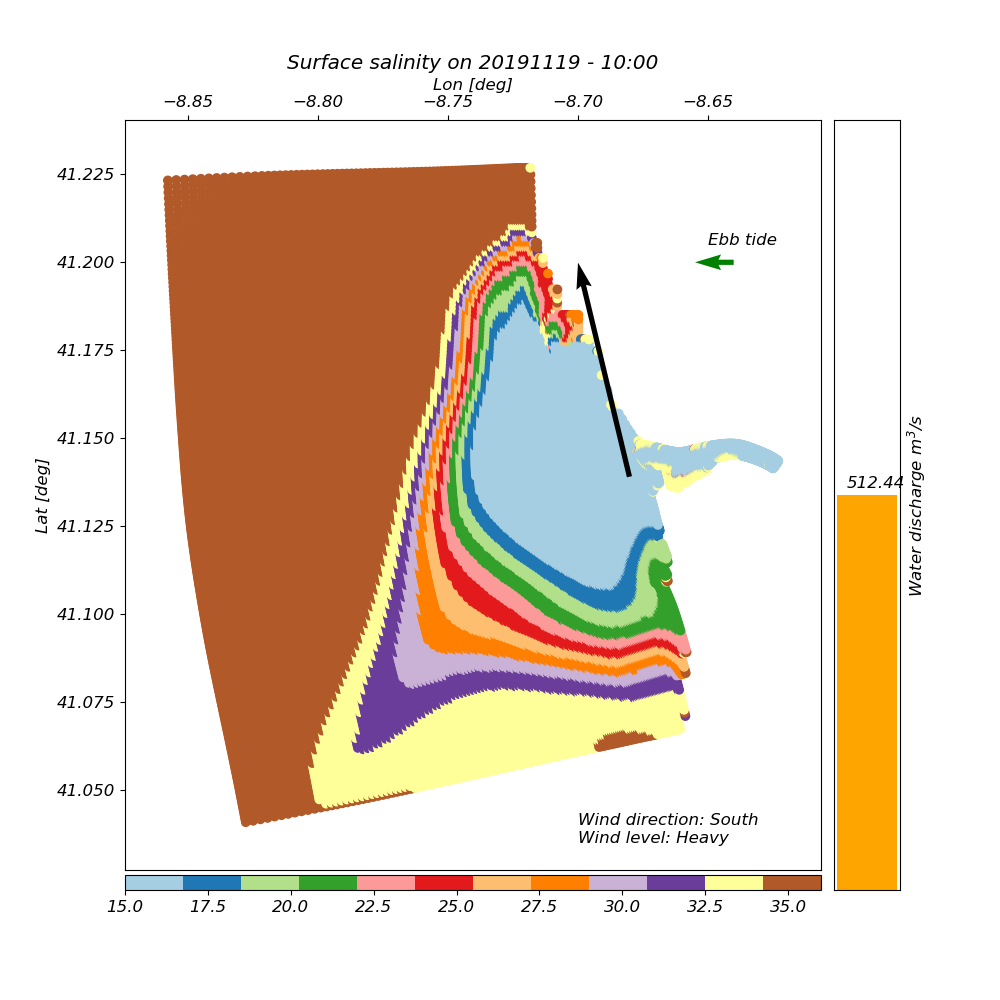 Surface salinity on 20191119 - 10:00
Lon [deg]
−8.85 −8.80 −8.75 −8.70 −8.65
41.225
41.200
41.175
41.150
41.125
41.100
41.075
41.050
Lat [deg]
Ebb tide
Wind direction: South
Wind level: Heavy
15.0 17.5 20.0 22.5 25.0 27.5 30.0 32.5 35.0
512.44
Water discharge m³/s